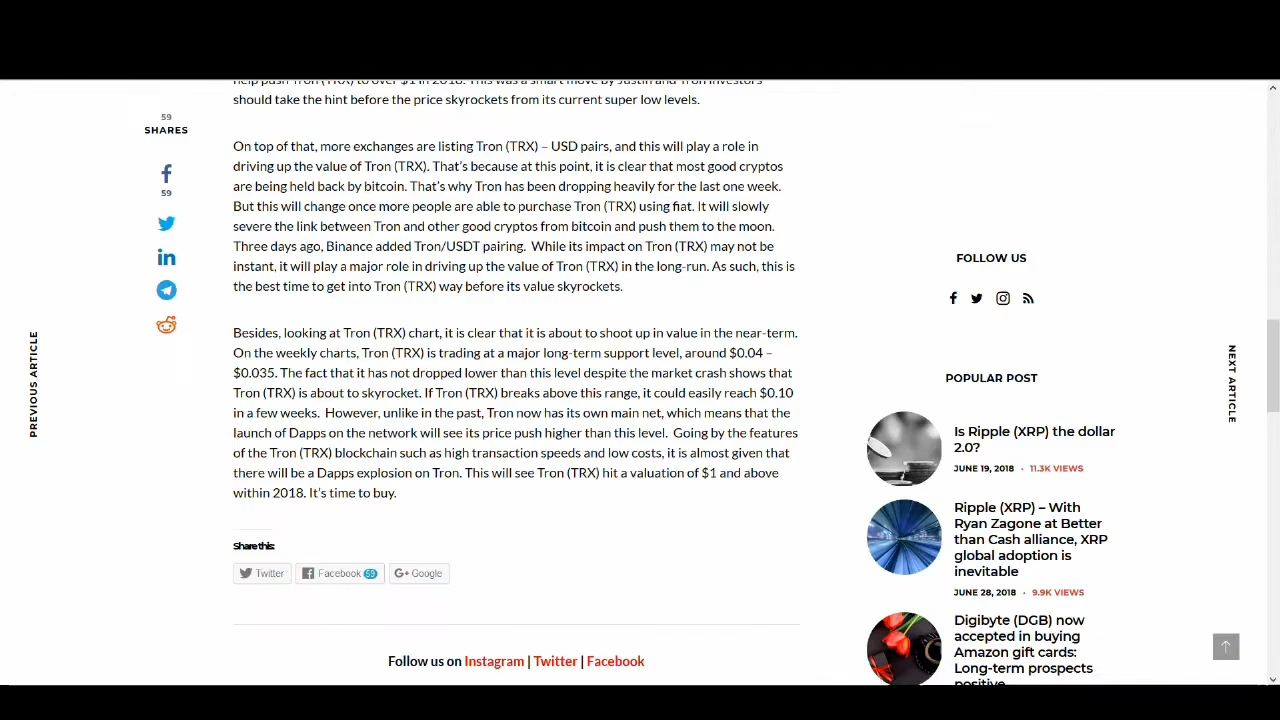 help push Tron (TRX) to over $1 in 2018. This was a smart move by Justin and Tron investors
should take the hint before the price skyrockets from its current super low levels.
59
SHARES
59
On top of that, more exchanges are listing Tron (TRX) – USD pairs, and this will play a role in
driving up the value of Tron (TRX). That's because at this point, it is clear that most good cryptos
are being held back by bitcoin. That's why Tron has been dropping heavily for the last one week.
But this will change once more people are able to purchase Tron (TRX) using fiat. It will slowly
severe the link between Tron and other good cryptos from bitcoin and push them to the moon.
Three days ago, Binance added Tron/USDT pairing.  While its impact on Tron (TRX) may not be
instant, it will play a major role in driving up the value of Tron (TRX) in the long-run. As such, this is
the best time to get into Tron (TRX) way before its value skyrockets.
Besides, looking at Tron (TRX) chart, it is clear that it is about to shoot up in value in the near-term.
On the weekly charts, Tron (TRX) is trading at a major long-term support level, around $0.04 –
$0.035. The fact that it has not dropped lower than this level despite the market crash shows that
Tron (TRX) is about to skyrocket. If Tron (TRX) breaks above this range, it could easily reach $0.10
in a few weeks.  However, unlike in the past, Tron now has its own main net, which means that the
launch of Dapps on the network will see its price push higher than this level.  Going by the features
of the Tron (TRX) blockchain such as high transaction speeds and low costs, it is almost given that
there will be a Dapps explosion on Tron. This will see Tron (TRX) hit a valuation of $1 and above
within 2018. It's time to buy.
Share this:
Twitter
Facebook 59
G+ Google
Follow us on Instagram | Twitter | Facebook
PREVIOUS ARTICLE
FOLLOW US
POPULAR POST
Is Ripple (XRP) the dollar
2.0?
JUNE 19, 2018 • 11.3K VIEWS
Ripple (XRP) – With
Ryan Zagone at Better
than Cash alliance, XRP
global adoption is
inevitable
JUNE 28, 2018 • 9.9K VIEWS
Digibyte (DGB) now
accepted in buying
Amazon gift cards:
Long-term prospects
positive
NEXT ARTICLE